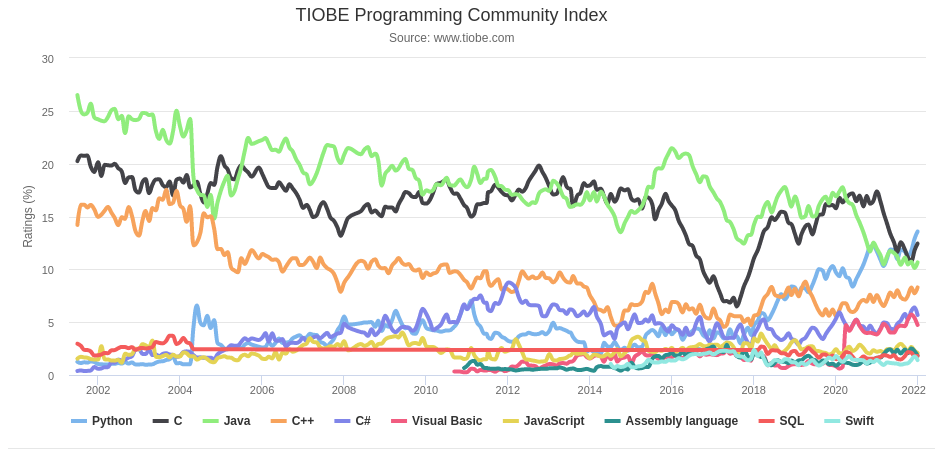 TIOBE Programming Community Index
Source: www.tiobe.com
Ratings (%)
30
25
20
15
10
5
0
2002 2004 2006 2008 2010 2012 2014 2016 2018 2020 2022
Python C Java C++ C# Visual Basic JavaScript Assembly language SQL Swift